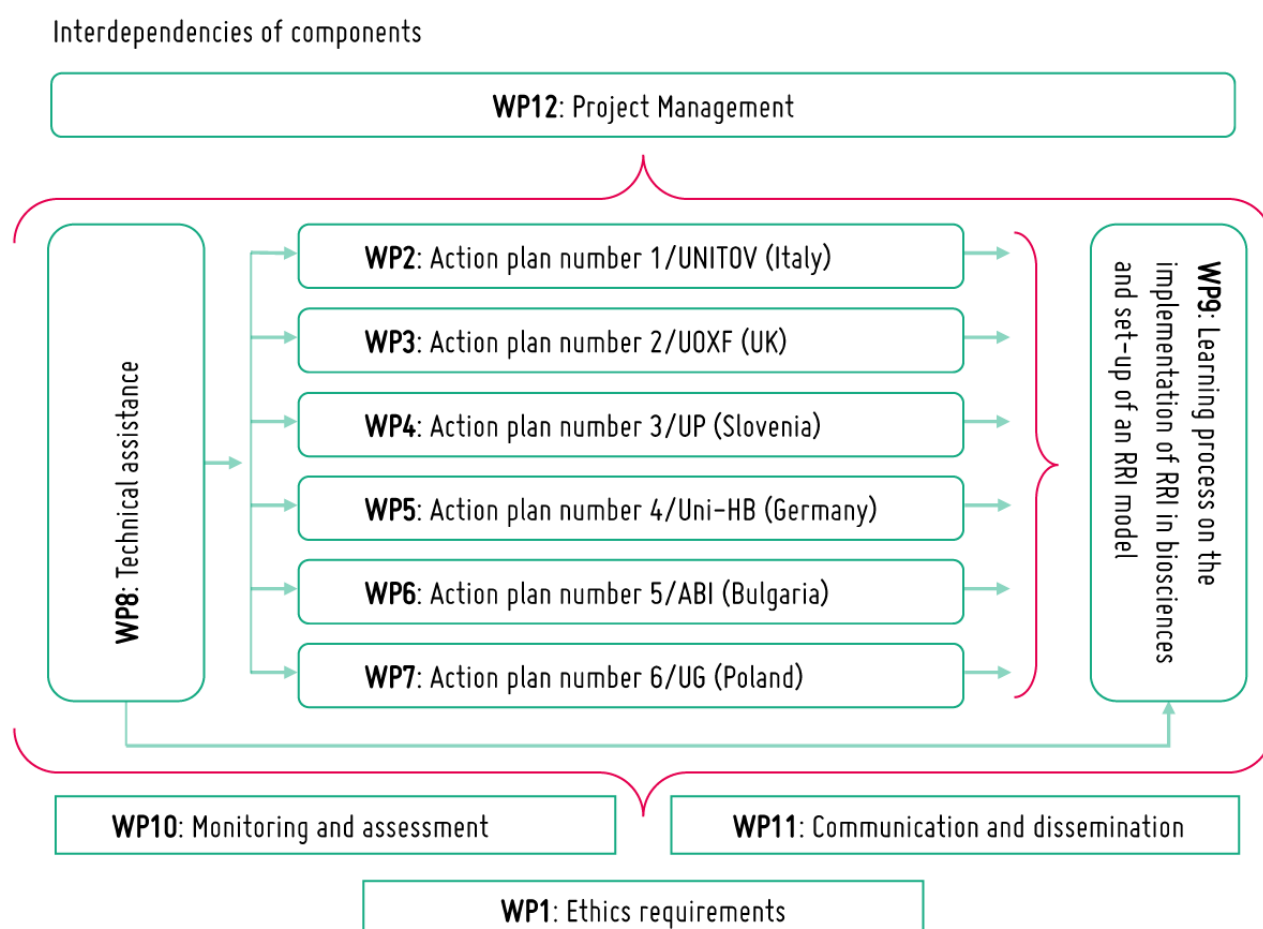 Interdependencies of components
WP12: Project Management
WP8: Technical assistance
WP2: Action plan number 1/UNITOV (Italy)
WP3: Action plan number 2/UOXF (UK)
WP4: Action plan number 3/UP (Slovenia)
WP5: Action plan number 4/Uni-HB (Germany)
WP6: Action plan number 5/ABI (Bulgaria)
WP7: Action plan number 6/UG (Poland)
WP9: Learning process on the
implementation of RRI in biosciences
and set-up of an RRI model
WP10: Monitoring and assessment
WP11: Communication and dissemination
WP1: Ethics requirements